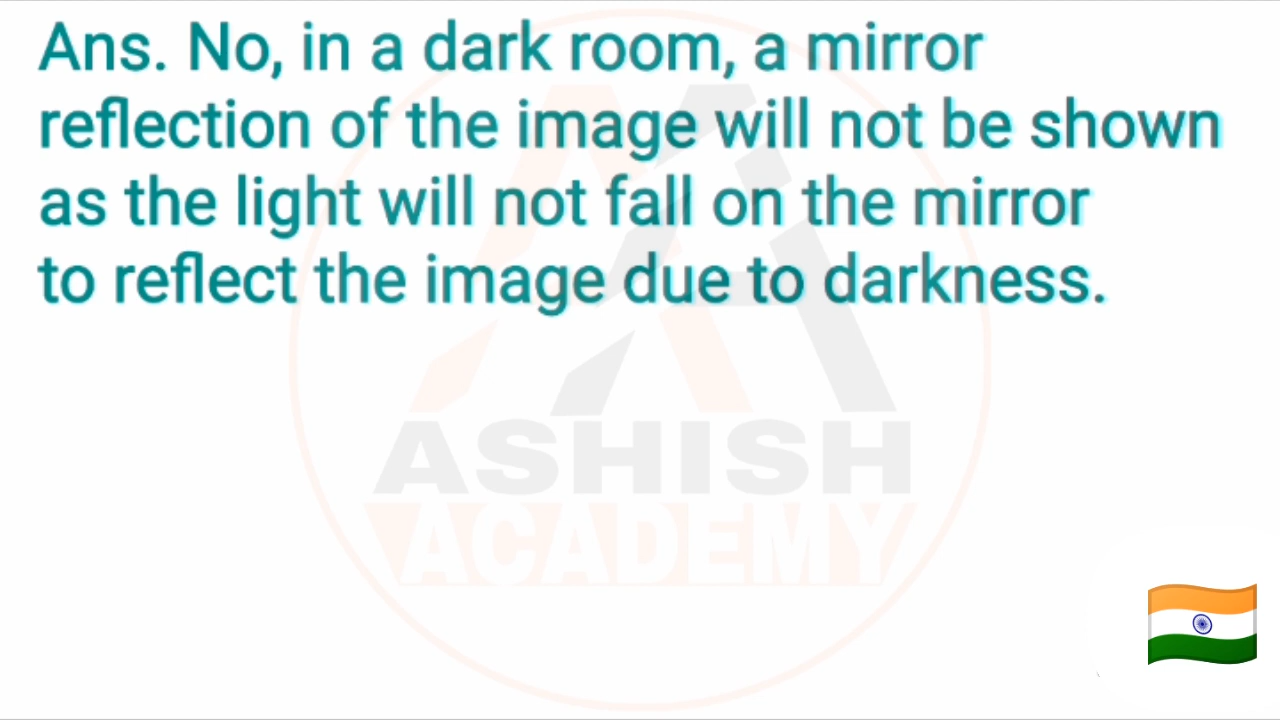 Ans. No, in a dark room, a mirror
reflection of the image will not be shown
as the light will not fall on the mirror
to reflect the image due to darkness.
ASHISH
ACADEMY